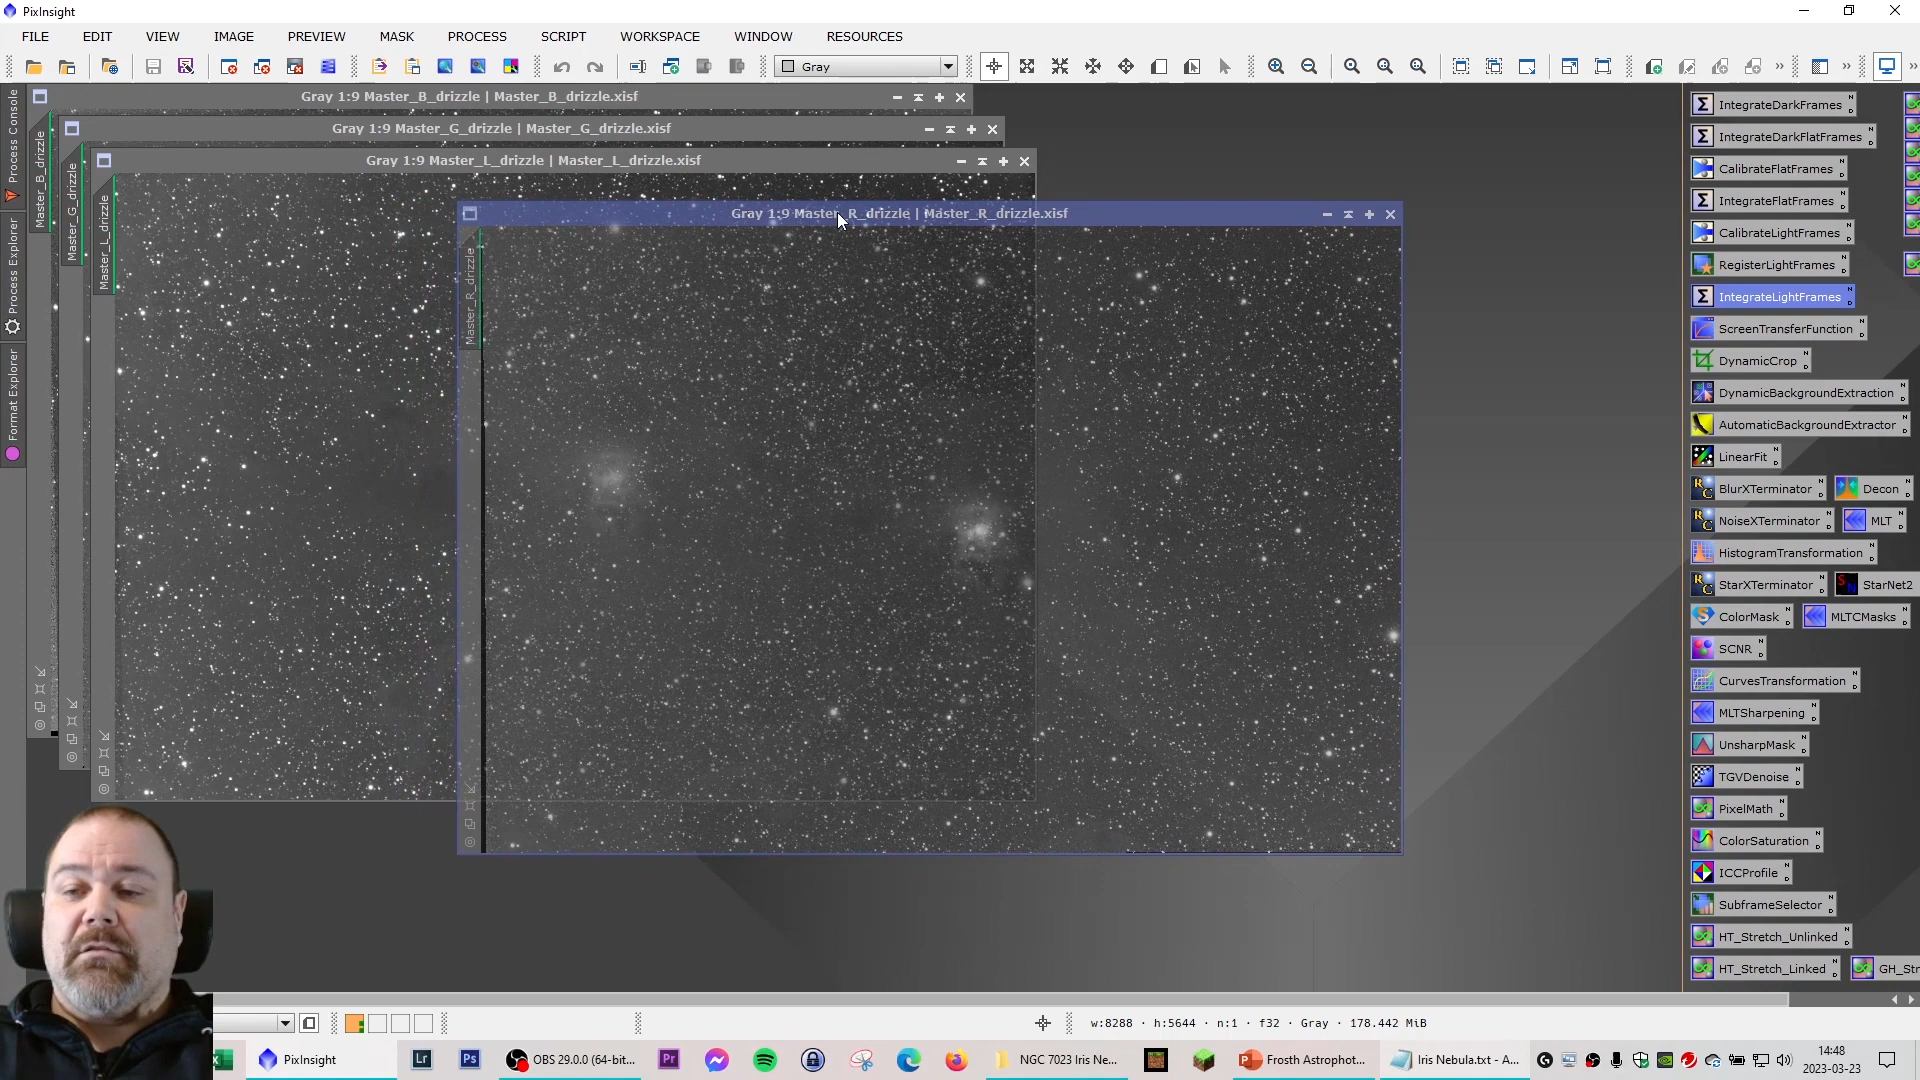 PixInsight
FILE EDIT VIEW IMAGE PREVIEW MASK PROCESS SCRIPT WORKSPACE WINDOW RESOURCES
Gray
Gray 1:9 Master_B_drizzle | Master_B_drizzle.xisf
Gray 1:9 Master_G_drizzle | Master_G_drizzle.xisf
Gray 1:9 Master_L_drizzle | Master_L_drizzle.xisf
Gray 1:9 Master_R_drizzle | Master_R_drizzle.xisf
Process Console
Process Explorer
Format Explorer
Master_B_drizzle
Master_G_drizzle
Master_L_drizzle
Master_R_drizzle
IntegrateDarkFrames
IntegrateDarkFlatFrames
CalibrateFlatFrames
IntegrateFlatFrames
CalibrateLightFrames
RegisterLightFrames
IntegrateLightFrames
ScreenTransferFunction
DynamicCrop
DynamicBackgroundExtraction
AutomaticBackgroundExtractor
LinearFit
BlurXTerminator Decon
NoiseXTerminator MLT
HistogramTransformation
StarXTerminator StarNet2
ColorMask MLTCMasks
SCNR
CurvesTransformation
MLTSharpening
UnsharpMask
TGVDenoise
PixelMath
ColorSaturation
ICCProfile
SubframeSelector
HT_Stretch_Unlinked
HT_Stretch_Linked GH_Str
w:8288 · h:5644 · n:1 · f32 · Gray · 178.442 MiB
PixInsight OBS 29.0.0 (64-bit... NGC 7023 Iris Ne... Frosth Astrophot... Iris Nebula.txt - A...
14:48
2023-03-23